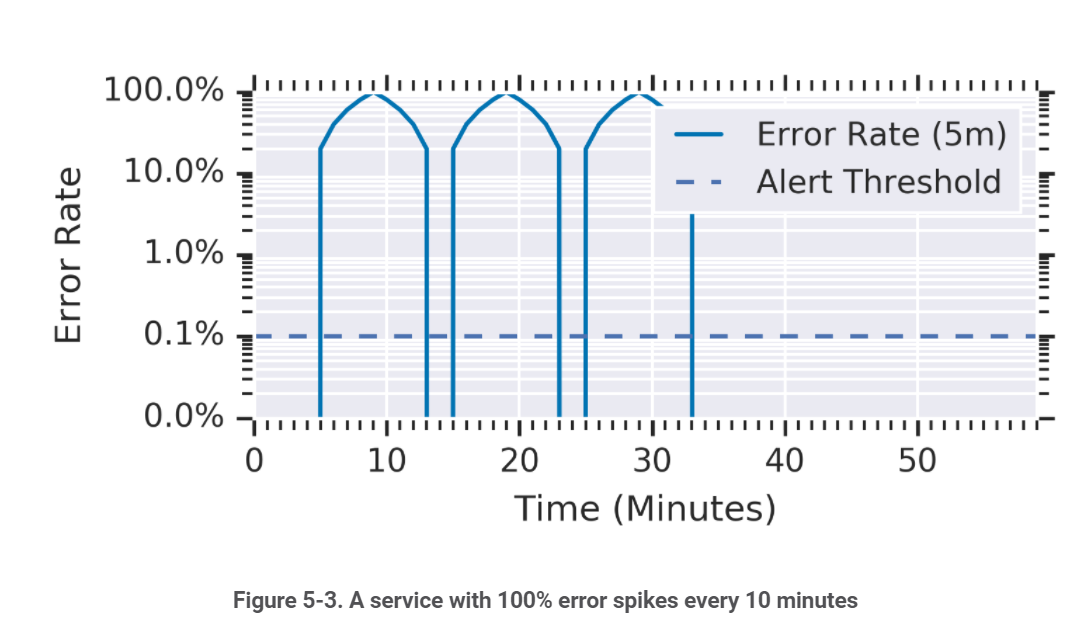 100.0%
10.0%
1.0%
0.1%
0.0%
Error Rate
Error Rate (5m)
Alert Threshold
0 10 20 30 40 50
Time (Minutes)
Figure 5-3. A service with 100% error spikes every 10 minutes